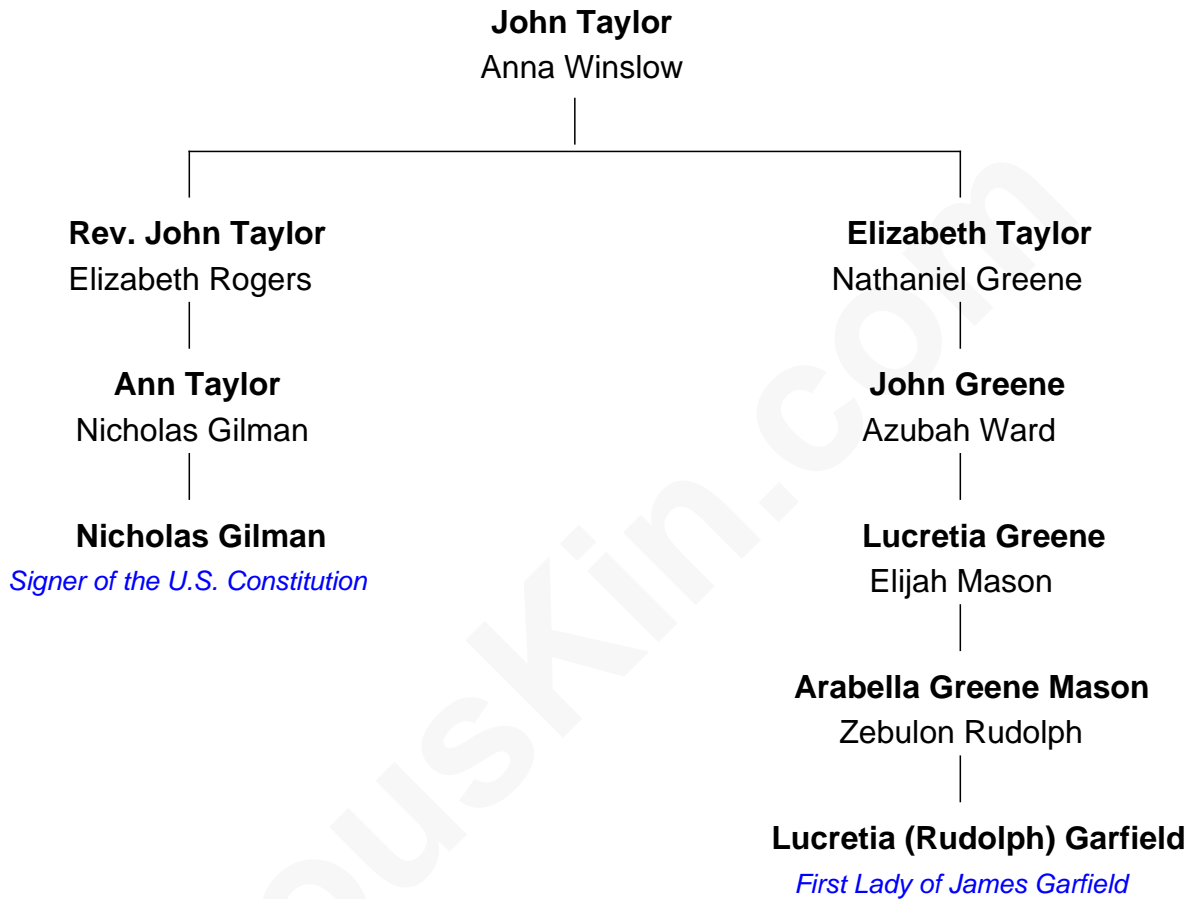 John Taylor
Anna Winslow
Rev. John Taylor
Elizabeth Rogers
Elizabeth Taylor
Nathaniel Greene
Ann Taylor
Nicholas Gilman
John Greene
Azubah Ward
Nicholas Gilman
Signer of the U.S. Constitution
Lucretia Greene
Elijah Mason
Arabella Greene Mason
Zebulon Rudolph
Lucretia (Rudolph) Garfield
First Lady of James Garfield
ousKin.com